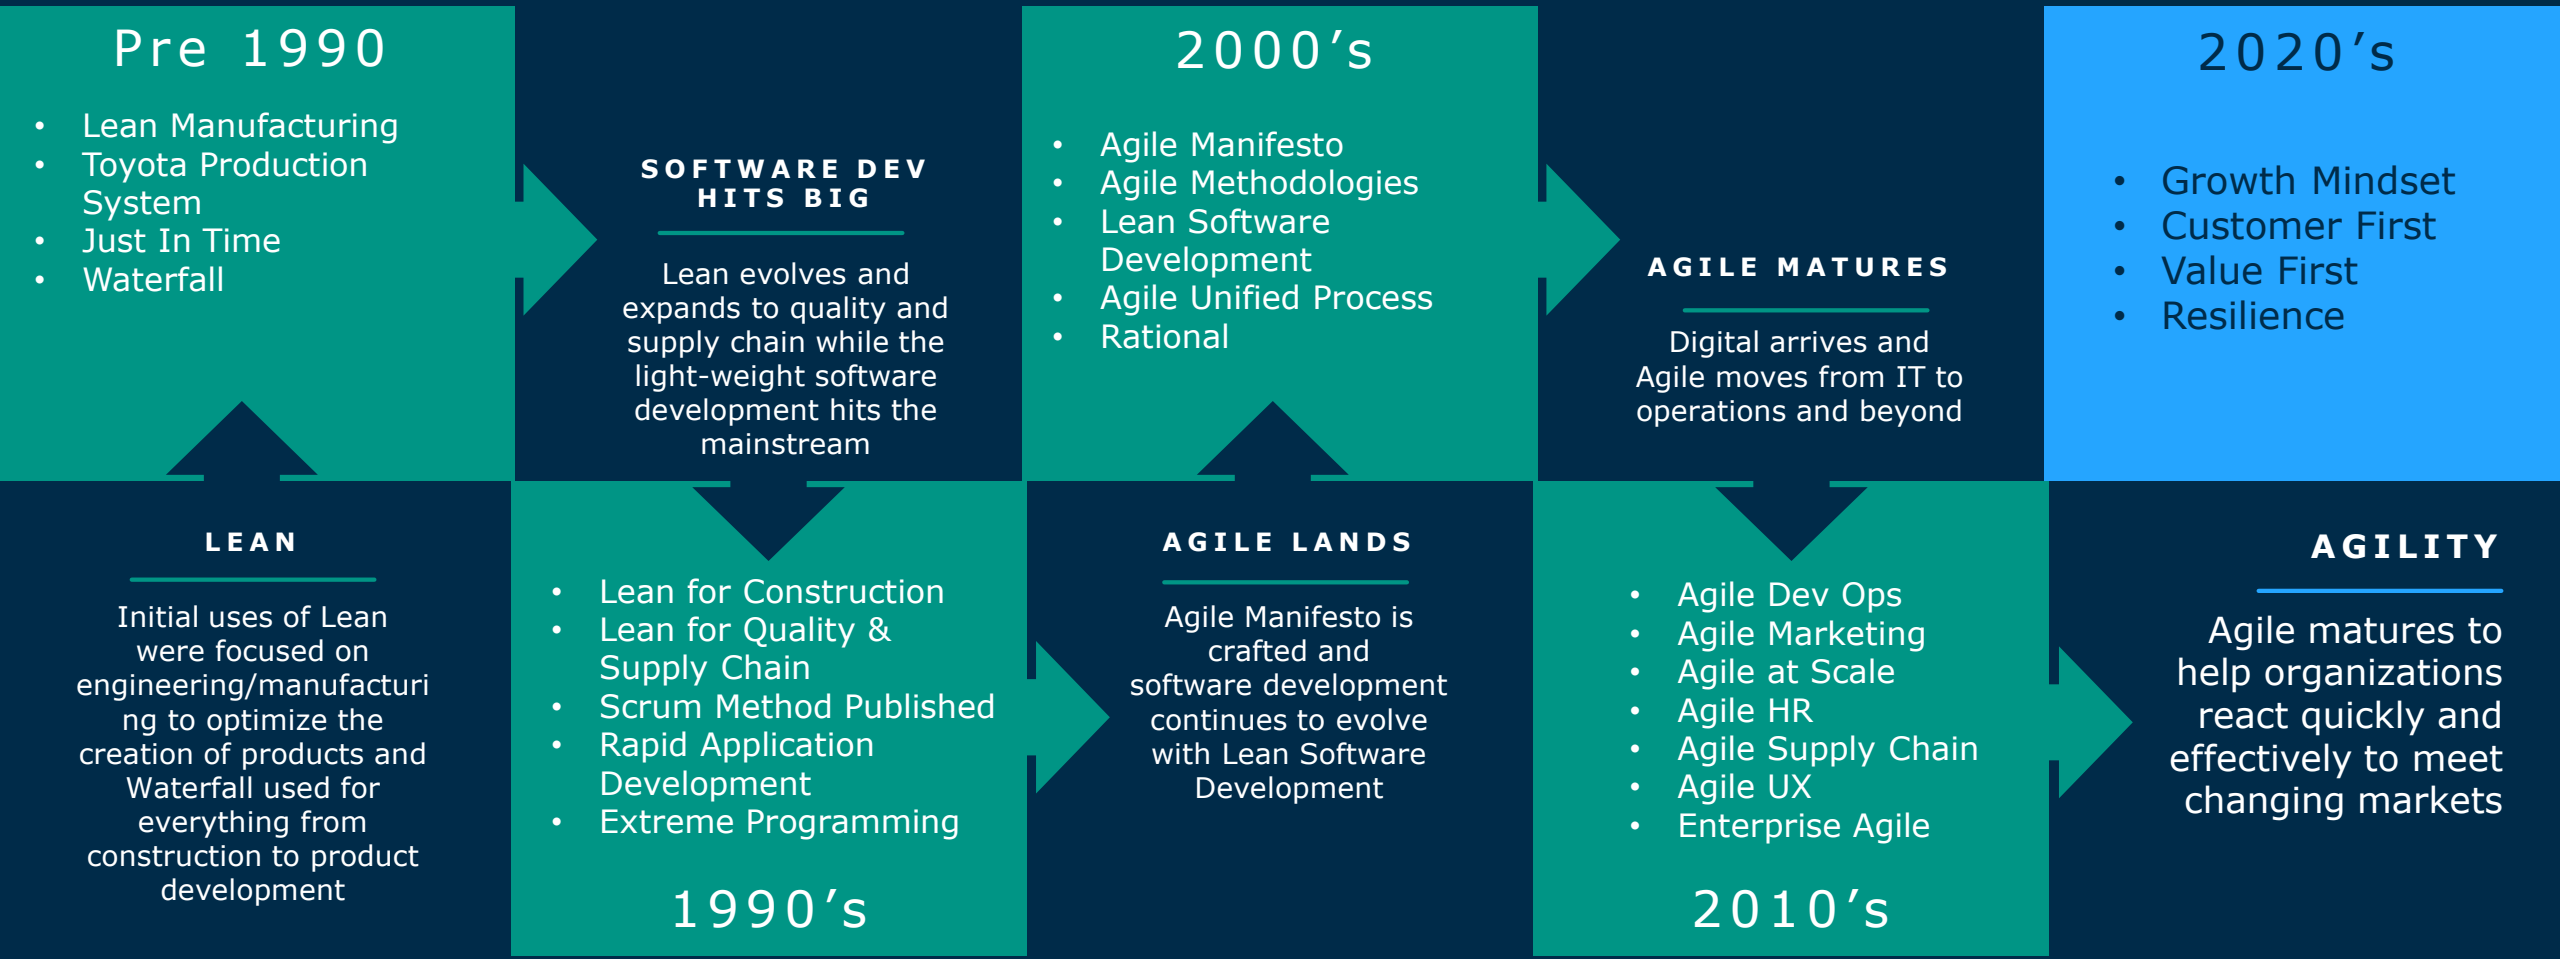 Pre 1990
• Lean Manufacturing
• Toyota Production
System
• Just In Time
• Waterfall
LEAN
Initial uses of Lean
were focused on
engineering/manufacturi
ng to optimize the
creation of products and
Waterfall used for
everything from
construction to product
development
SOFTWARE DEV
HITS BIG
Lean evolves and
expands to quality and
supply chain while the
light-weight software
development hits the
mainstream
• Lean for Construction
• Lean for Quality &
Supply Chain
• Scrum Method Published
• Rapid Application
Development
• Extreme Programming
1990’s
2000’s
• Agile Manifesto
• Agile Methodologies
• Lean Software
Development
• Agile Unified Process
• Rational
AGILE LANDS
Agile Manifesto is
crafted and
software development
continues to evolve
with Lean Software
Development
AGILE MATURES
Digital arrives and
Agile moves from IT to
operations and beyond
• Agile Dev Ops
• Agile Marketing
• Agile at Scale
• Agile HR
• Agile Supply Chain
• Agile UX
• Enterprise Agile
2010’s
2020’s
• Growth Mindset
• Customer First
• Value First
• Resilience
AGILITY
Agile matures to
help organizations
react quickly and
effectively to meet
changing markets